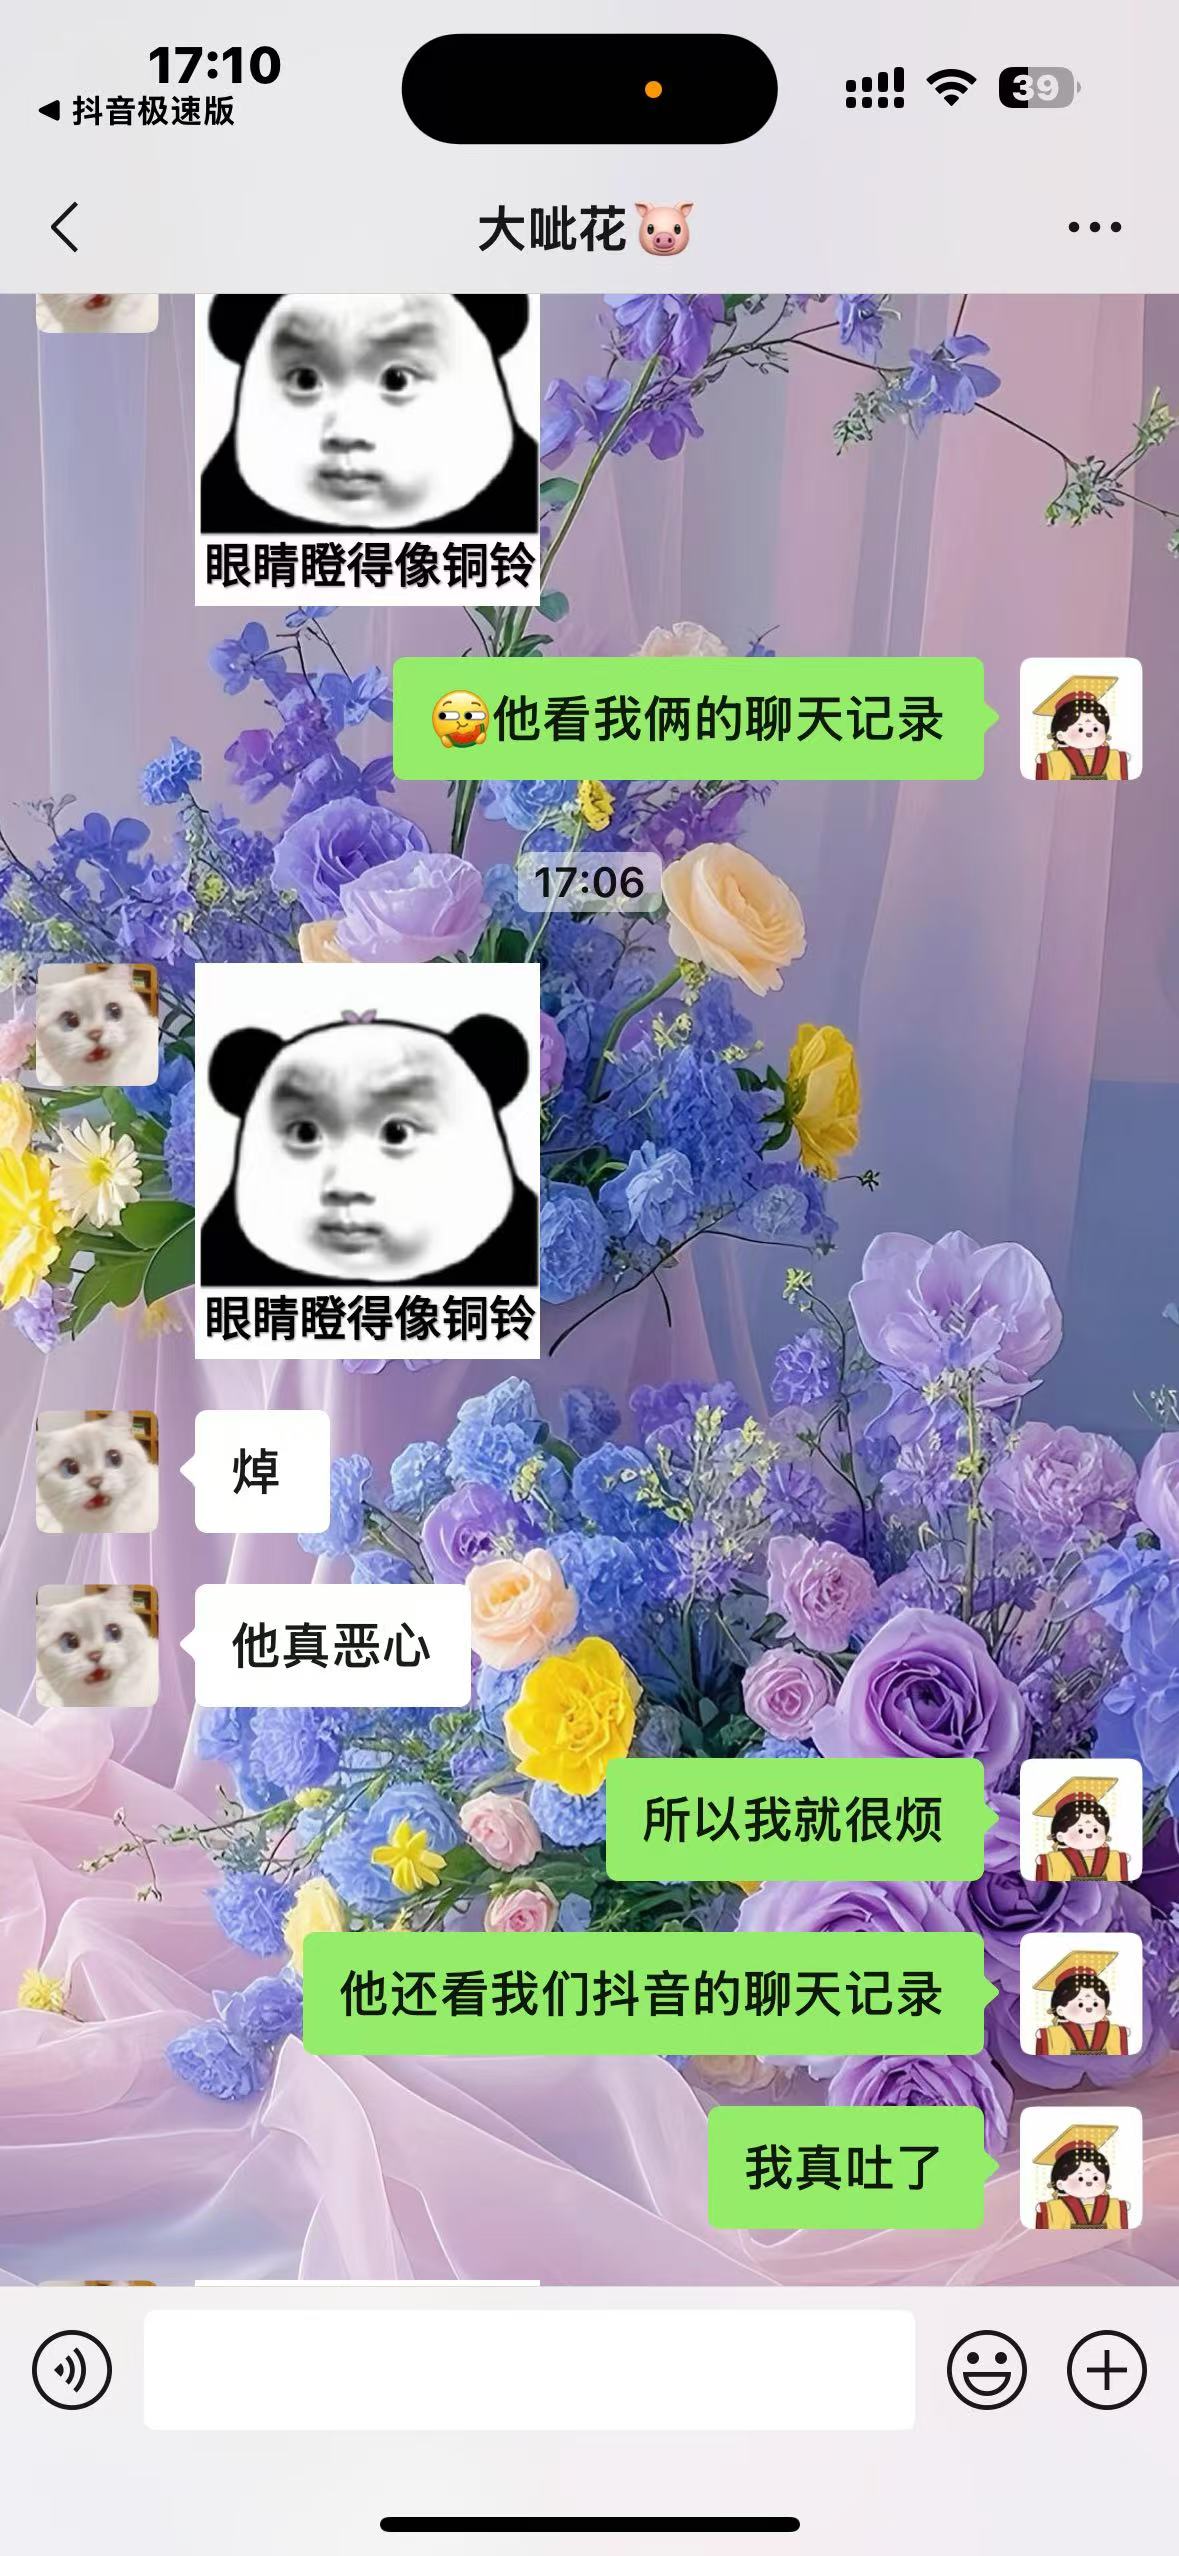 17:10
39
抖音极速版
大呲花🐷
眼睛瞪得像铜铃
他看我俩的聊天记录
17:06
眼睛瞪得像铜铃
焯
他真恶心
所以我就很烦
他还看我们抖音的聊天记录
我真吐了